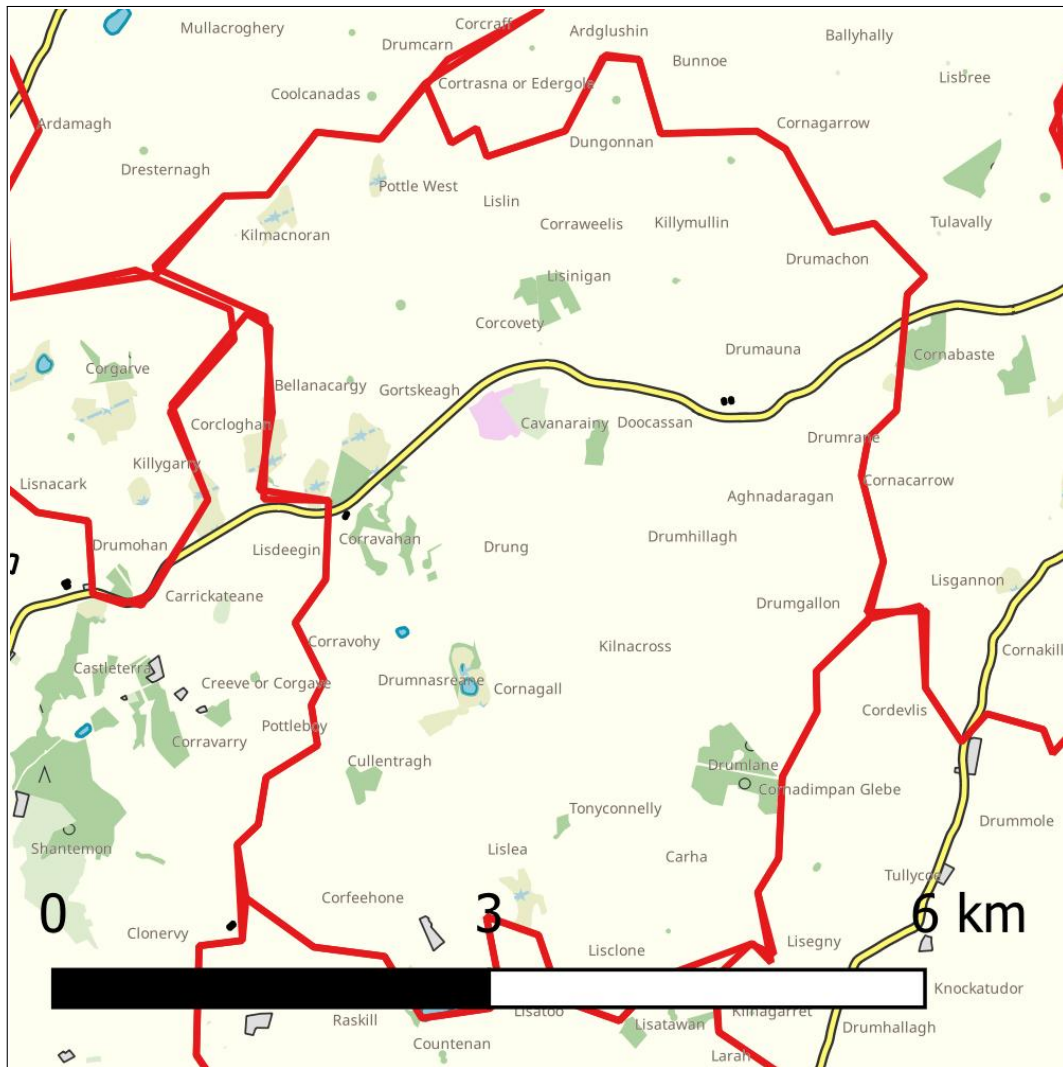 Corcraff
Mullacroghery
Ardglushin
Drumcarn
Ballyhally
Bunnoe
Lisbree
Cortrasna or Edergole
Coolcanadas
Ardamagh
Cornagarrow
Dungonnan
Dresternagh
Pottle West
Lislin
Corraweelis
Killymullin
Tulavally
Kilmacnoran
Drumachon
Lisinigan
Corcovety
Drumauna
Cornabaste
Corgarve
Bellanacargy
Gortskeagh
Corcloghan
Cavanarainy
Doocassan
Drumrane
Killygarry
Lisnacark
Cornacarrow
Aghnadaragan
Drumohan
Lisdeegin
Corravahan
Drung
Drumhillagh
Lisgannon
Carrickateane
Drumgallon
Corravohy
Kilnacross
Cornakill
Castleterra
Creeve or Corgave
Drumnasreane
Cornagall
Cordevlis
Pottleboy
Corravarry
Cullentragh
Drumlane
Cornadimpan Glebe
Tonyconnelly
Drummole
Shantemon
Lislea
Carha
Tullycoe
Corfeehone
0
3
6 km
Clonervy
Lisclone
Lisegny
Knockatudor
Raskill
Lisatoo
Lisatawan
Kilnagarret
Drumhallagh
Countenan
Larah